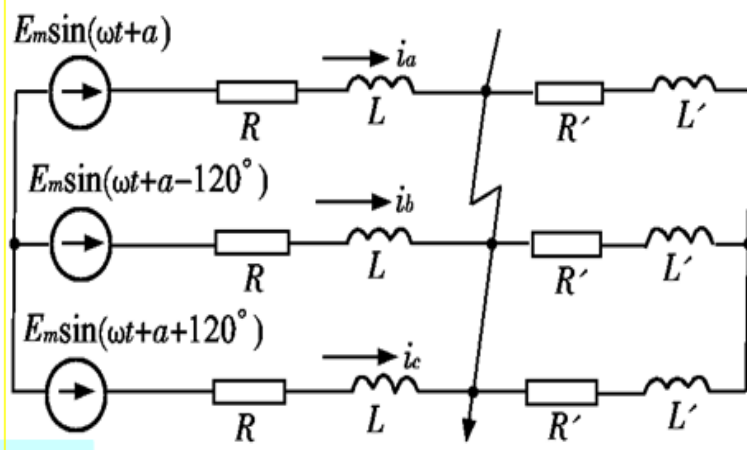 Emsin(ωt+a)
ia
R
L
R′
L′
Emsin(ωt+a−120°)
ib
R
L
R′
L′
Emsin(ωt+a+120°)
ic
R
L
R′
L′